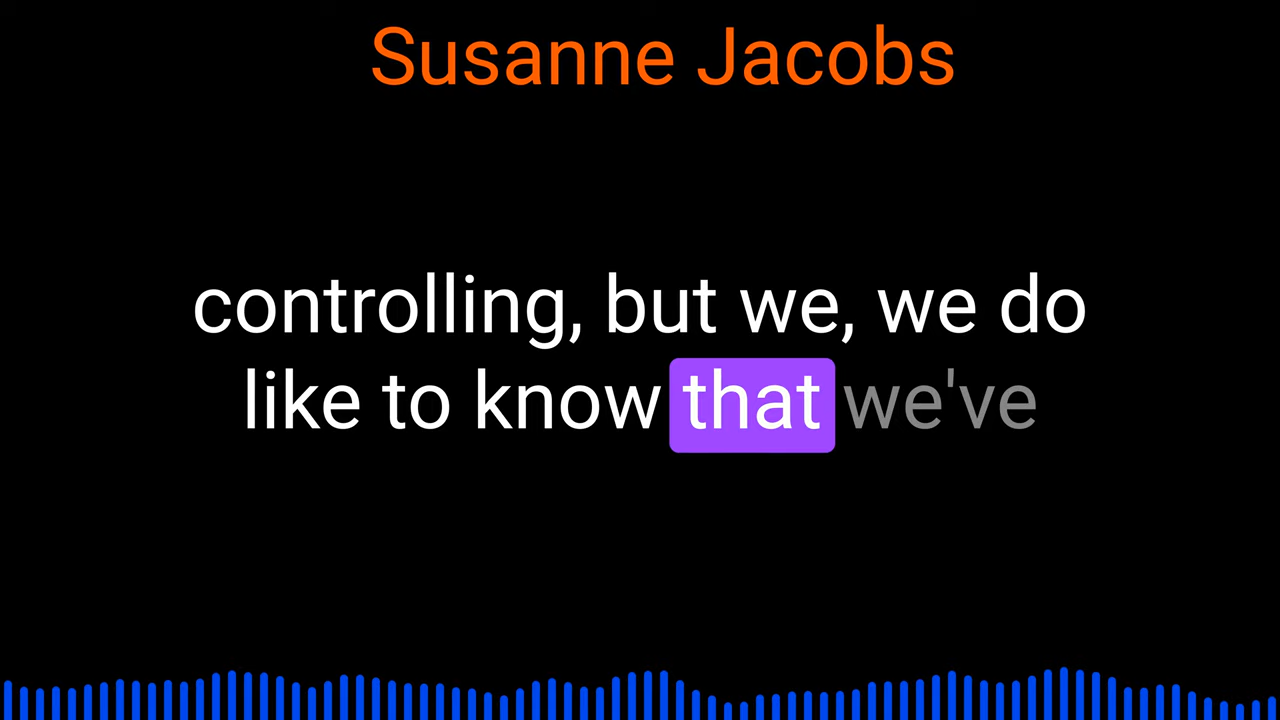 Susanne Jacobs
controlling, but we, we do
like to know that we've